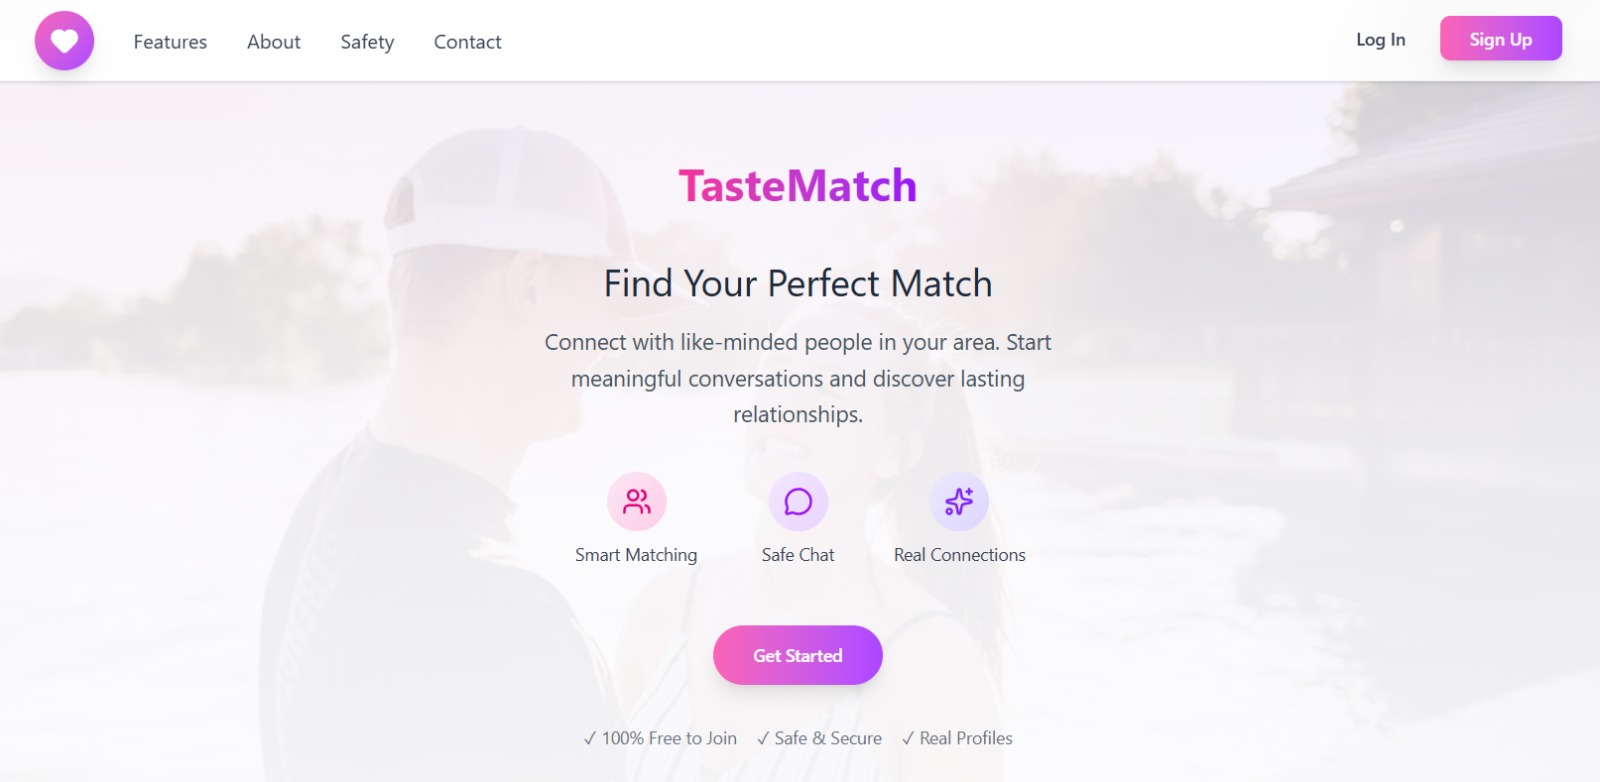 Features
About
Safety
Contact
Log In
Sign Up
TasteMatch
Find Your Perfect Match
Connect with like-minded people in your area. Start
meaningful conversations and discover lasting
relationships.
Smart Matching
Safe Chat
Real Connections
Get Started
✓ 100% Free to Join
✓ Safe & Secure
✓ Real Profiles